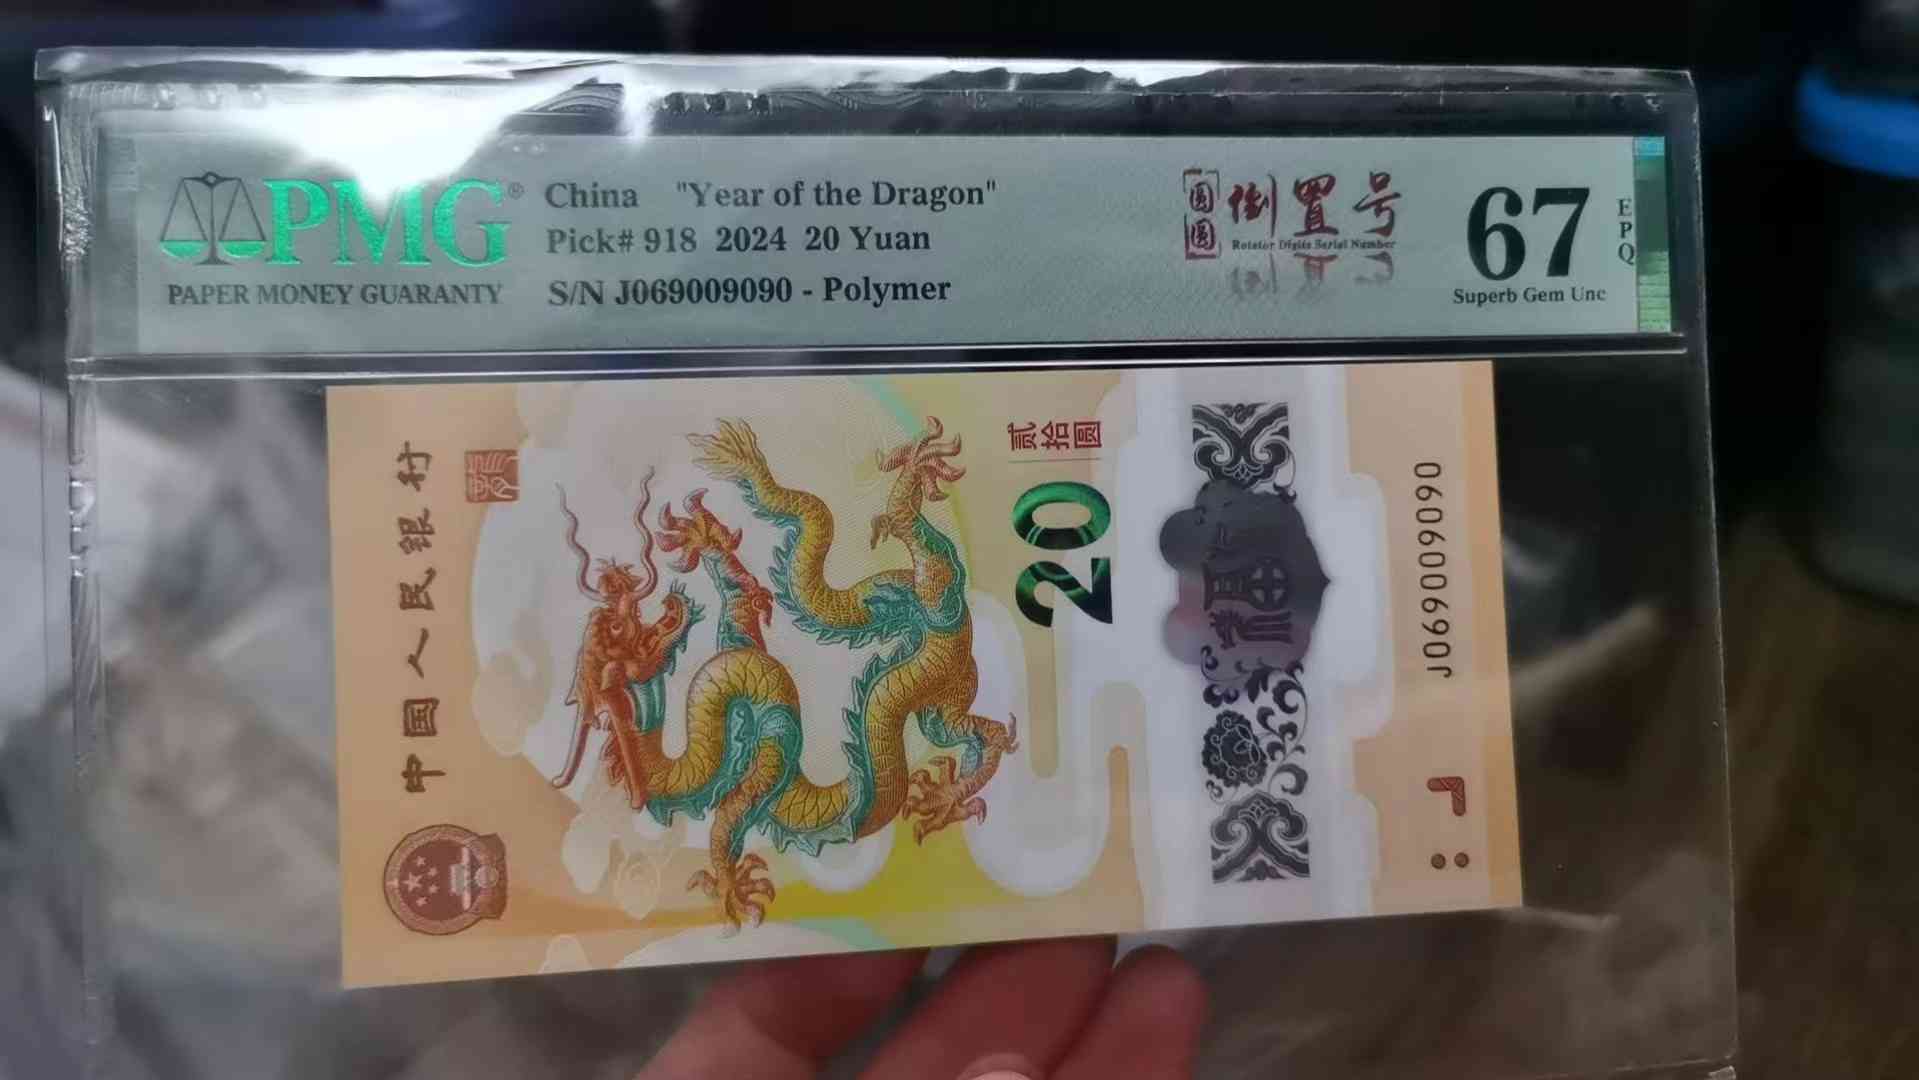 PMG®
PAPER MONEY GUARANTY
China "Year of the Dragon"
Pick# 918 2024 20 Yuan
S/N J069009090 - Polymer
圆圆 倒置号
Rotator Digits Serial Number
67
EPQ
Superb Gem Unc
中国人民银行
贰拾圆
20
J069009090